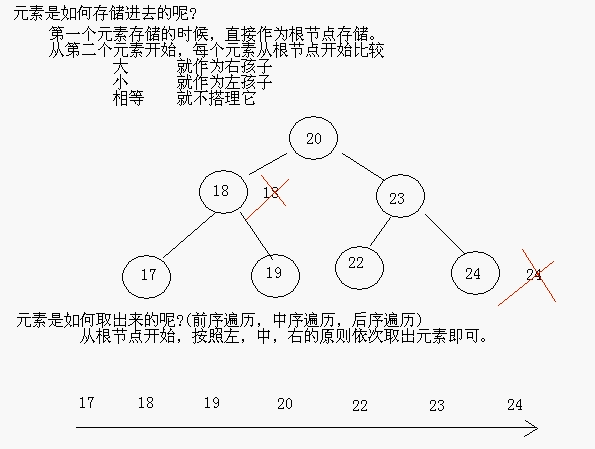 元素是如何存储进去的呢?
第一个元素存储的时候，直接作为根节点存储。
从第二个元素开始，每个元素从根节点开始比较
大 就作为右孩子
小 就作为左孩子
相等 就不搭理它
20
18 18 23
17 19 22 24 24
元素是如何取出来的呢?(前序遍历，中序遍历，后序遍历)
从根节点开始，按照左，中，右的原则依次取出元素即可。
17 18 19 20 22 23 24